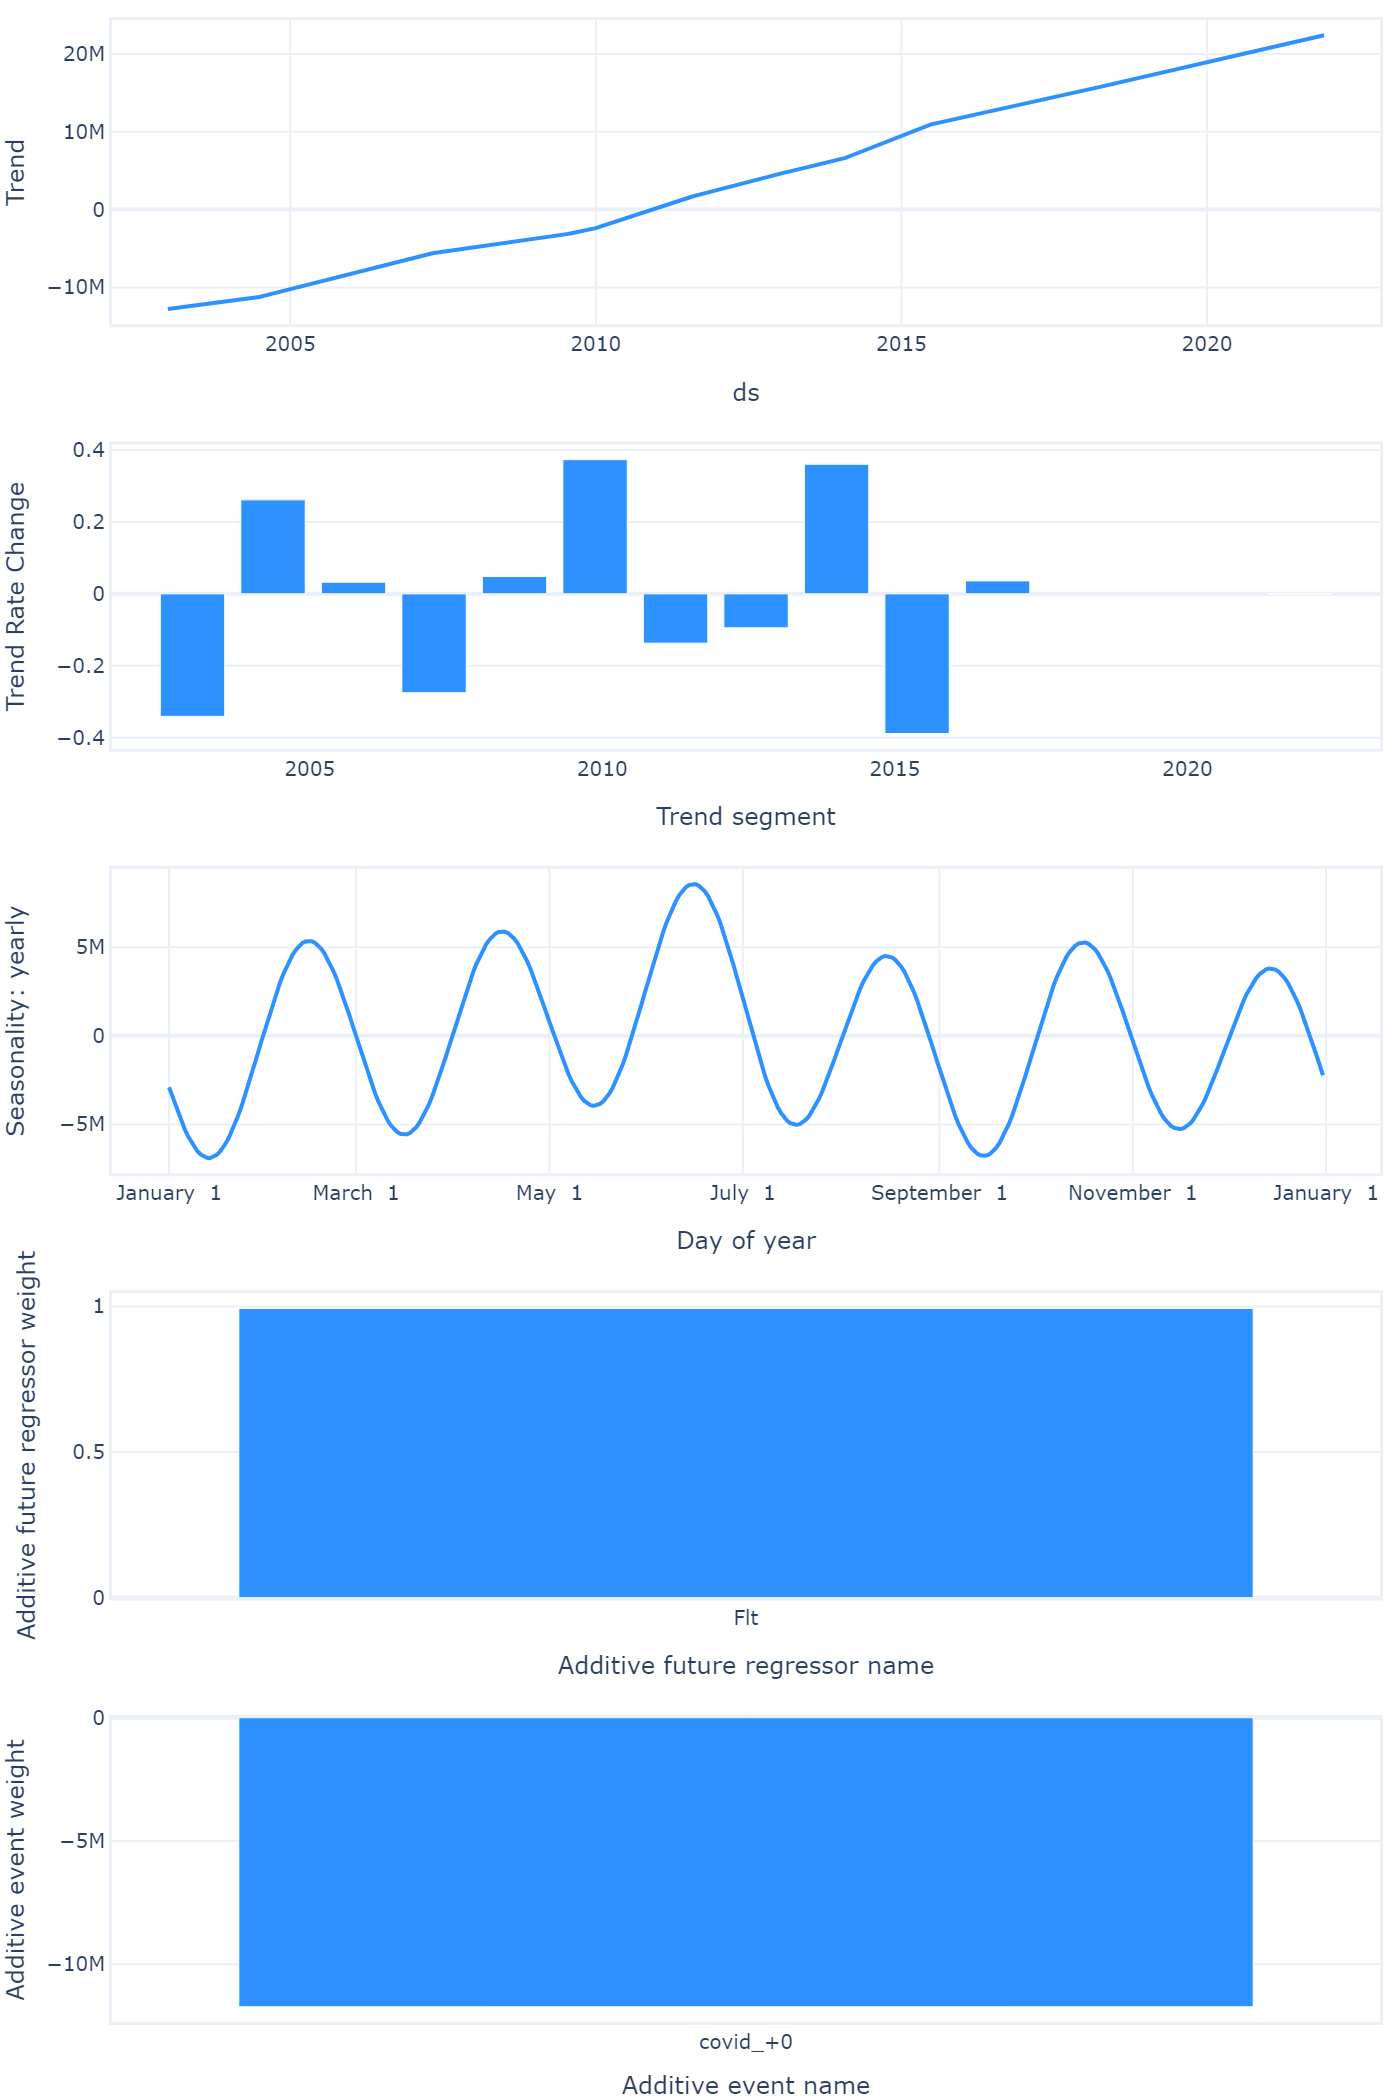 Trend
20M
10M
0
−10M
2005 2010 2015 2020
ds
Trend Rate Change
0.4
0.2
0
−0.2
−0.4
2005 2010 2015 2020
Trend segment
Seasonality: yearly
5M
0
−5M
January 1 March 1 May 1 July 1 September 1 November 1 January 1
Day of year
Additive future regressor weight
1
0.5
0
Flt
Additive future regressor name
Additive event weight
0
−5M
−10M
covid_+0
Additive event name